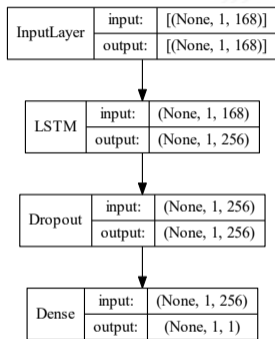 InputLayer input: [(None, 1, 168)]
output: [(None, 1, 168)]
LSTM input: (None, 1, 168)
output: (None, 1, 256)
Dropout input: (None, 1, 256)
output: (None, 1, 256)
Dense input: (None, 1, 256)
output: (None, 1, 1)